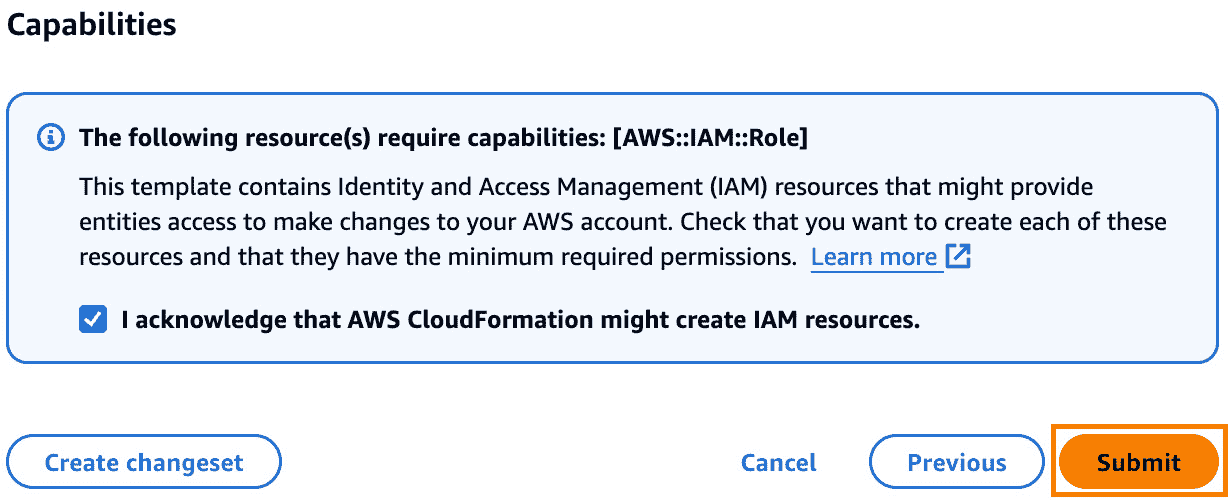 Capabilities
The following resource(s) require capabilities: [AWS::IAM::Role]
This template contains Identity and Access Management (IAM) resources that might provide
entities access to make changes to your AWS account. Check that you want to create each of these
resources and that they have the minimum required permissions. Learn more
I acknowledge that AWS CloudFormation might create IAM resources.
Create changeset Cancel Previous Submit